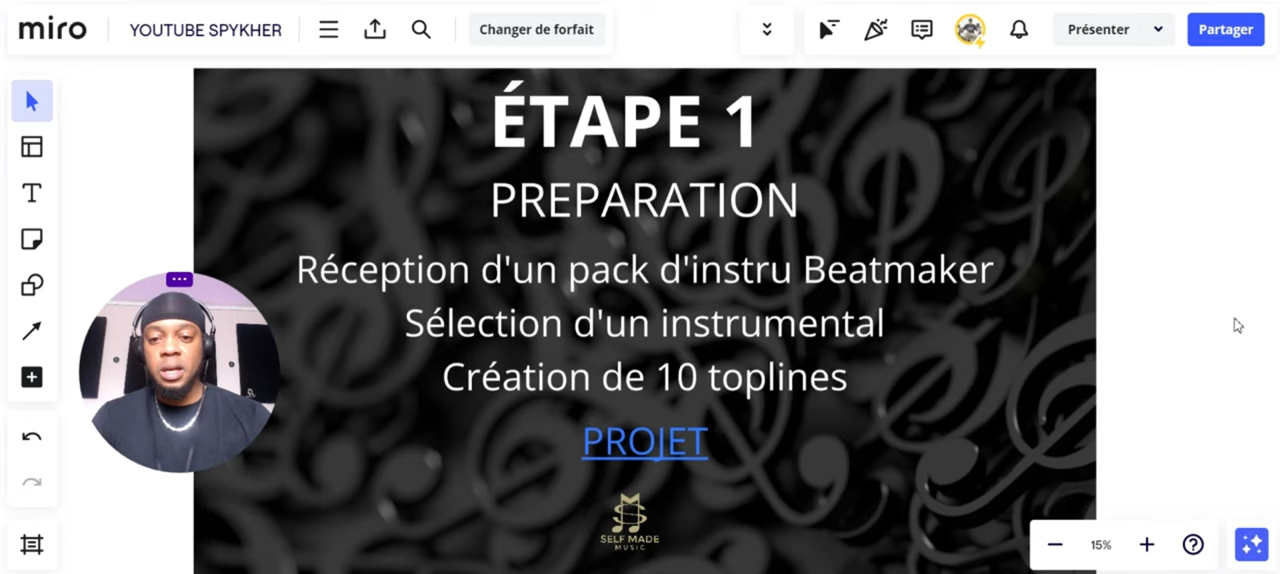 miro
YOUTUBE SPYKHER
Changer de forfait
Présenter
Partager
ÉTAPE 1
PREPARATION
Réception d'un pack d'instru Beatmaker
Sélection d'un instrumental
Création de 10 toplines
PROJET
SELF MADE
MUSIC
15%